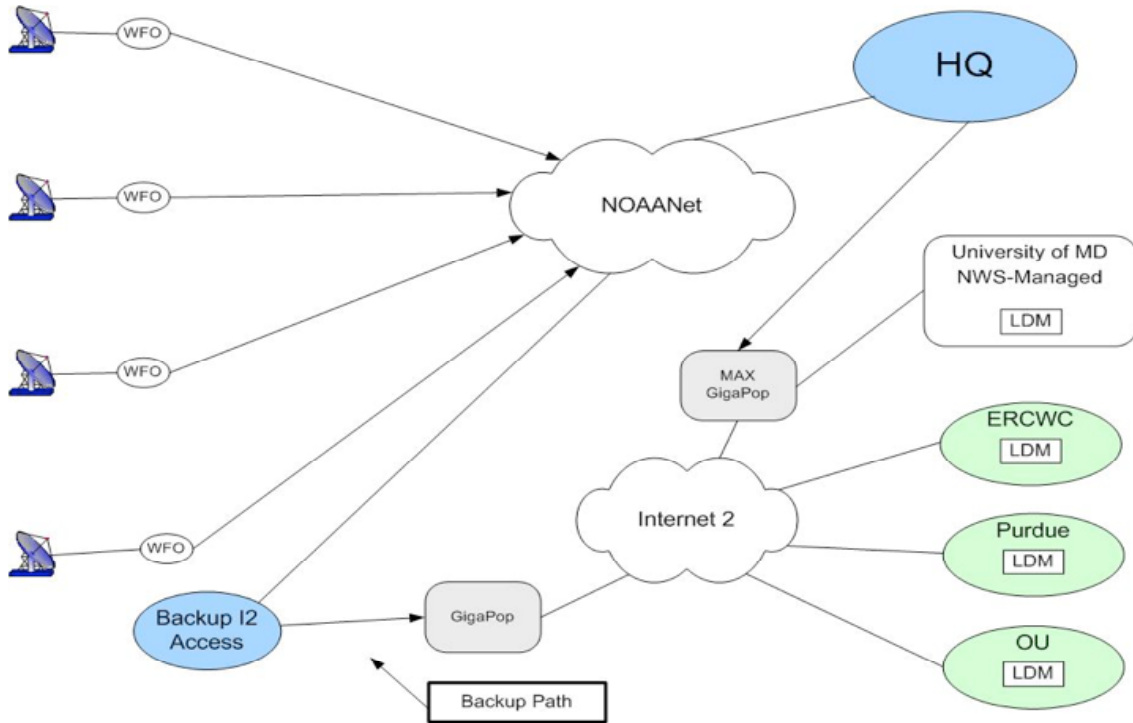 WFO
HQ
WFO
NOAANet
University of MD
NWS-Managed
LDM
WFO
MAX
GigaPop
ERCWC
LDM
Internet 2
WFO
Purdue
LDM
Backup I2
Access
GigaPop
OU
LDM
Backup Path